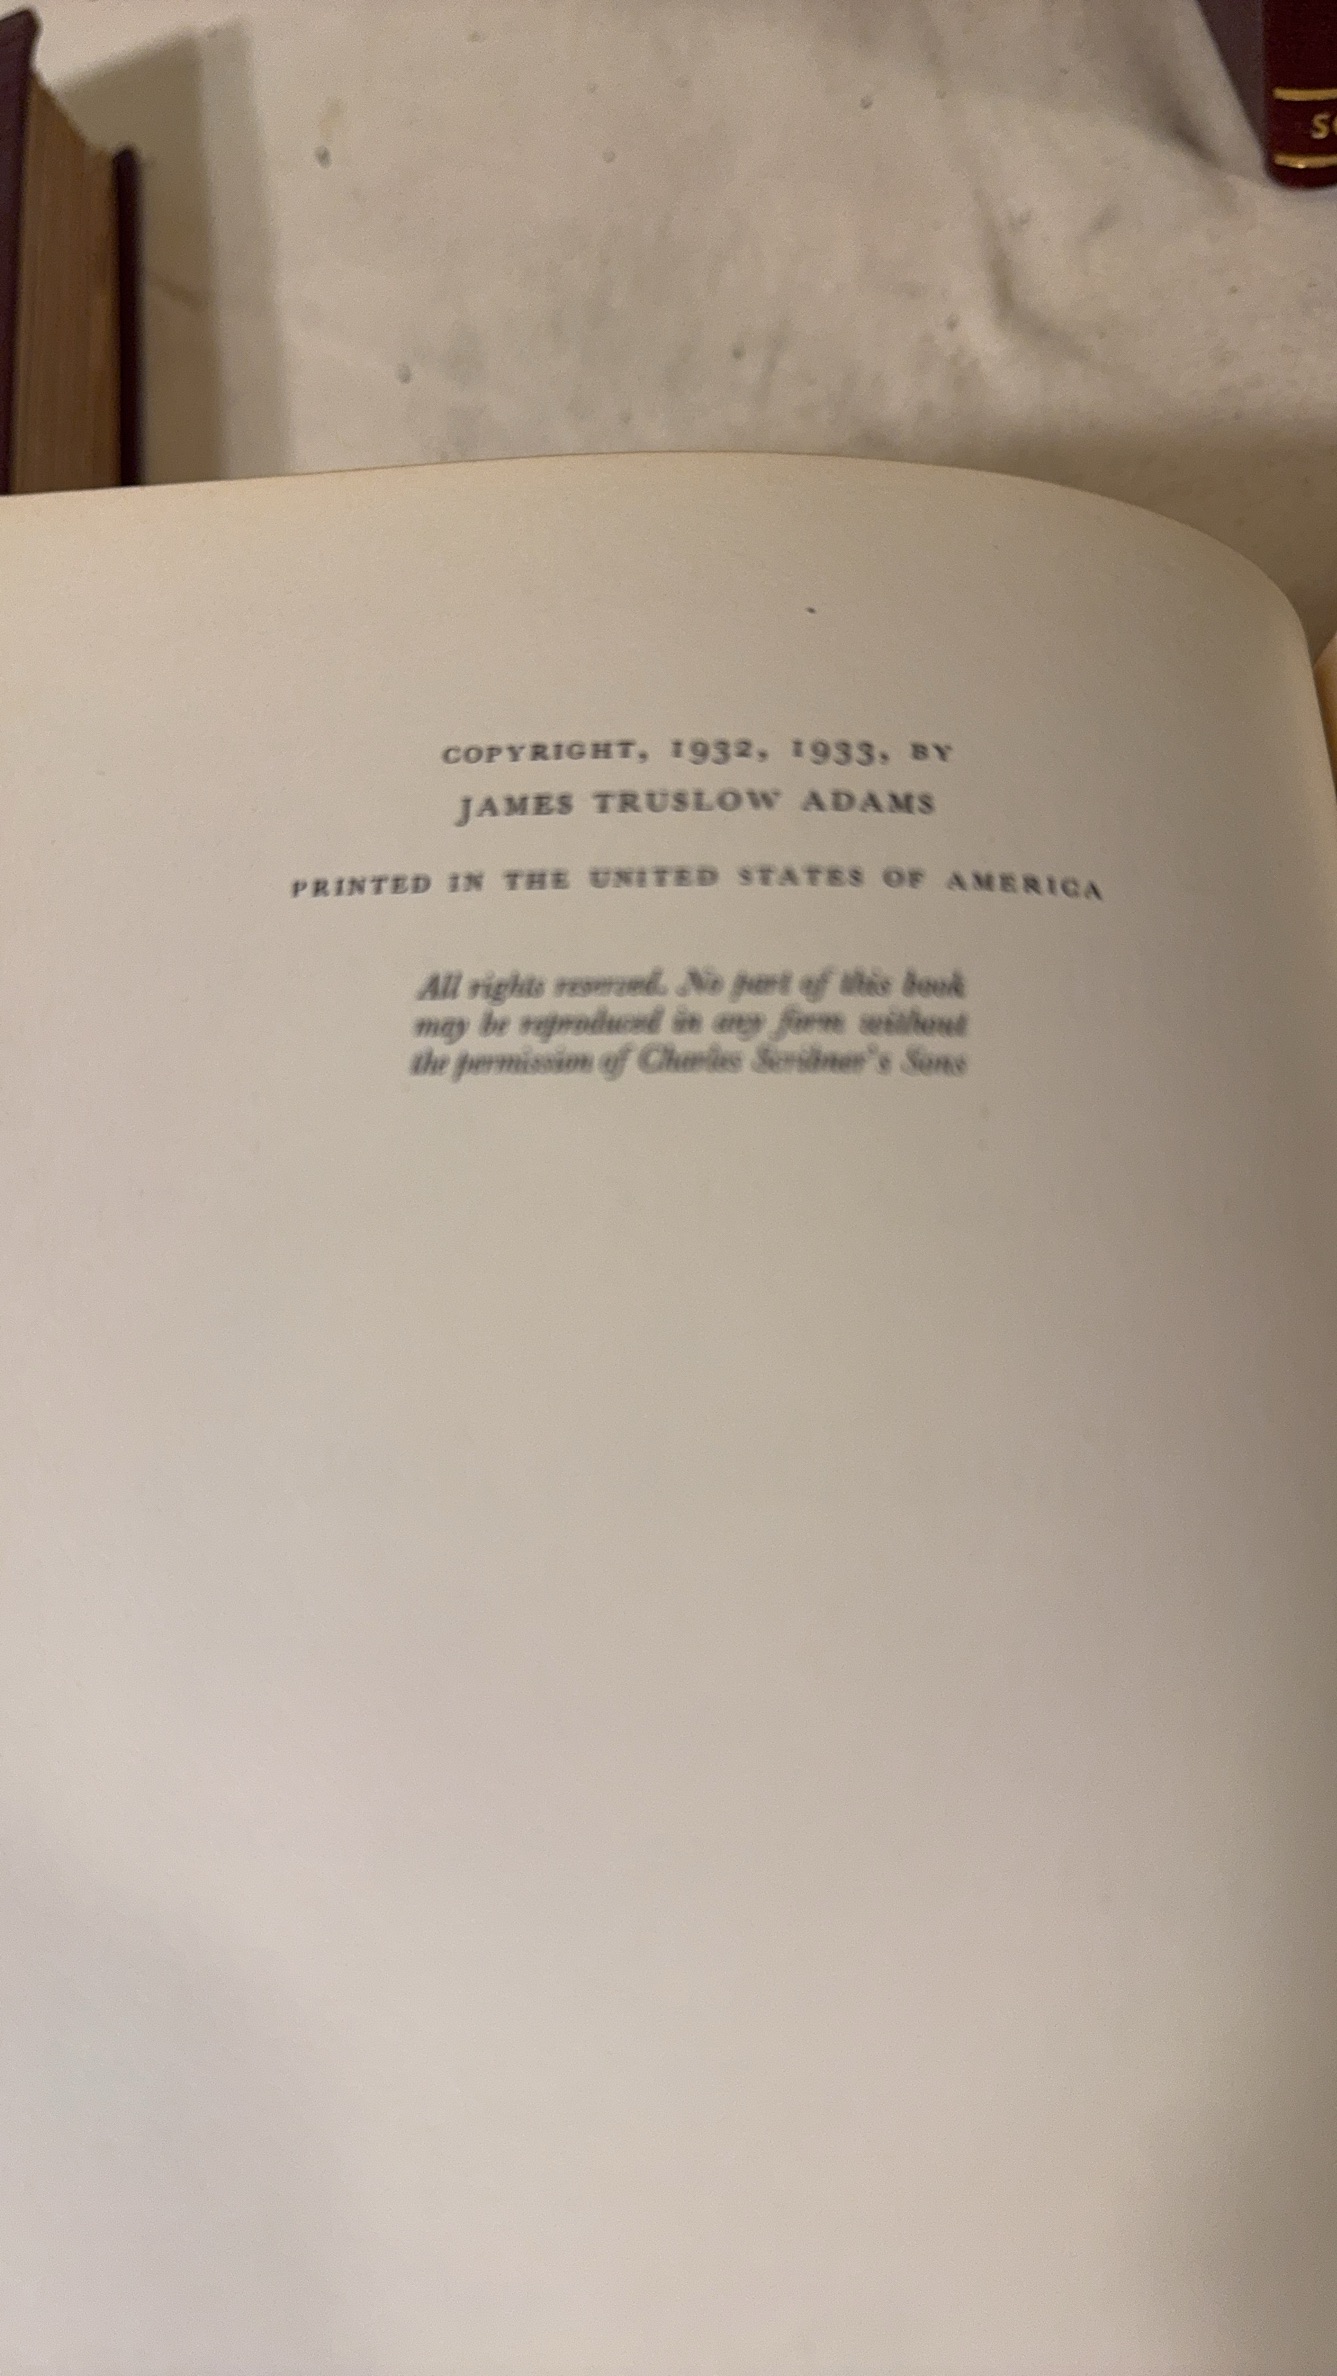 COPYRIGHT, 1932, 1933, BY
JAMES TRUSLOW ADAMS
PRINTED IN THE UNITED STATES OF AMERICA
All rights reserved. No part of this book
may be reproduced in any form without
the permission of Charles Scribner's Sons